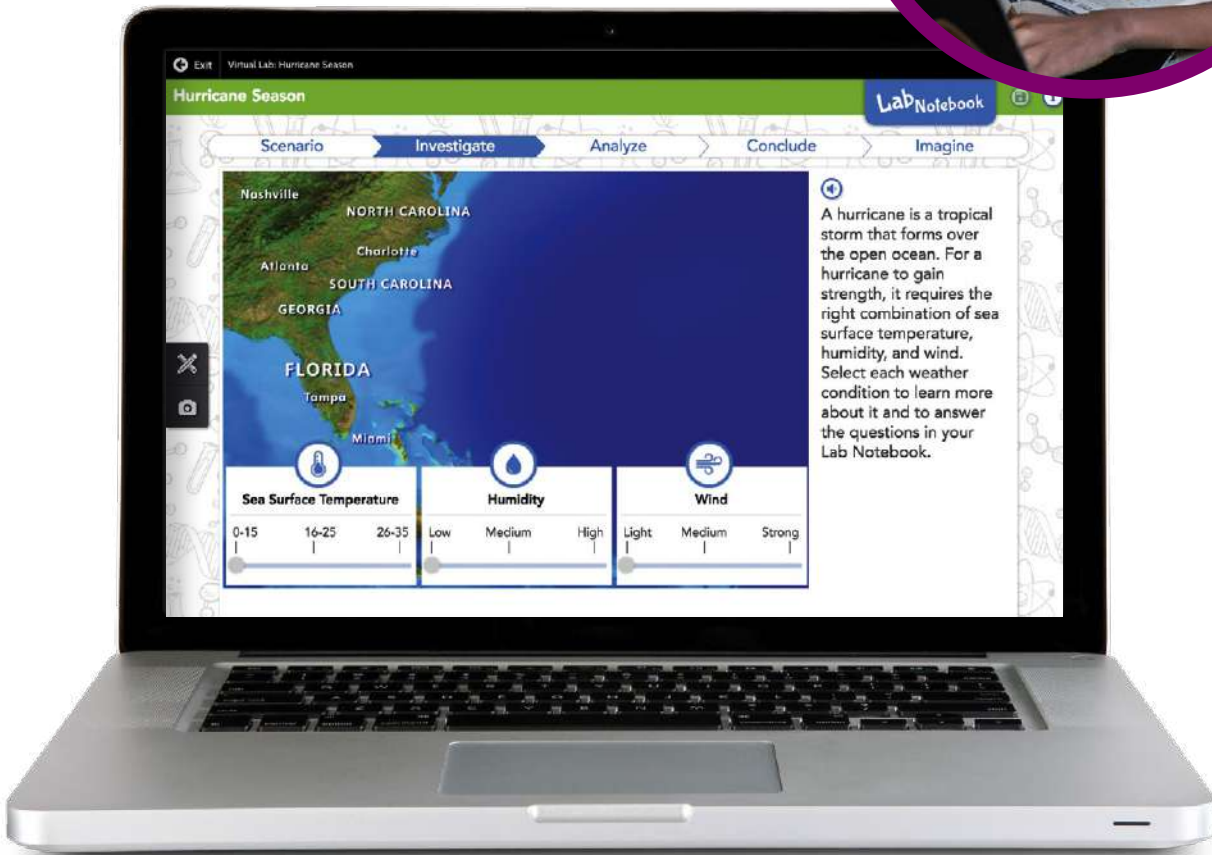 Exit Virtual Lab: Hurricane Season
Hurricane Season
Lab Notebook
Scenario Investigate Analyze Conclude Imagine
Nashville
NORTH CAROLINA
Charlotte
Atlanta
SOUTH CAROLINA
GEORGIA
FLORIDA
Tampa
Miami
A hurricane is a tropical
storm that forms over
the open ocean. For a
hurricane to gain
strength, it requires the
right combination of sea
surface temperature,
humidity, and wind.
Select each weather
condition to learn more
about it and to answer
the questions in your
Lab Notebook.
Sea Surface Temperature Humidity Wind
0-15 16-25 26-35 Low Medium High Light Medium Strong